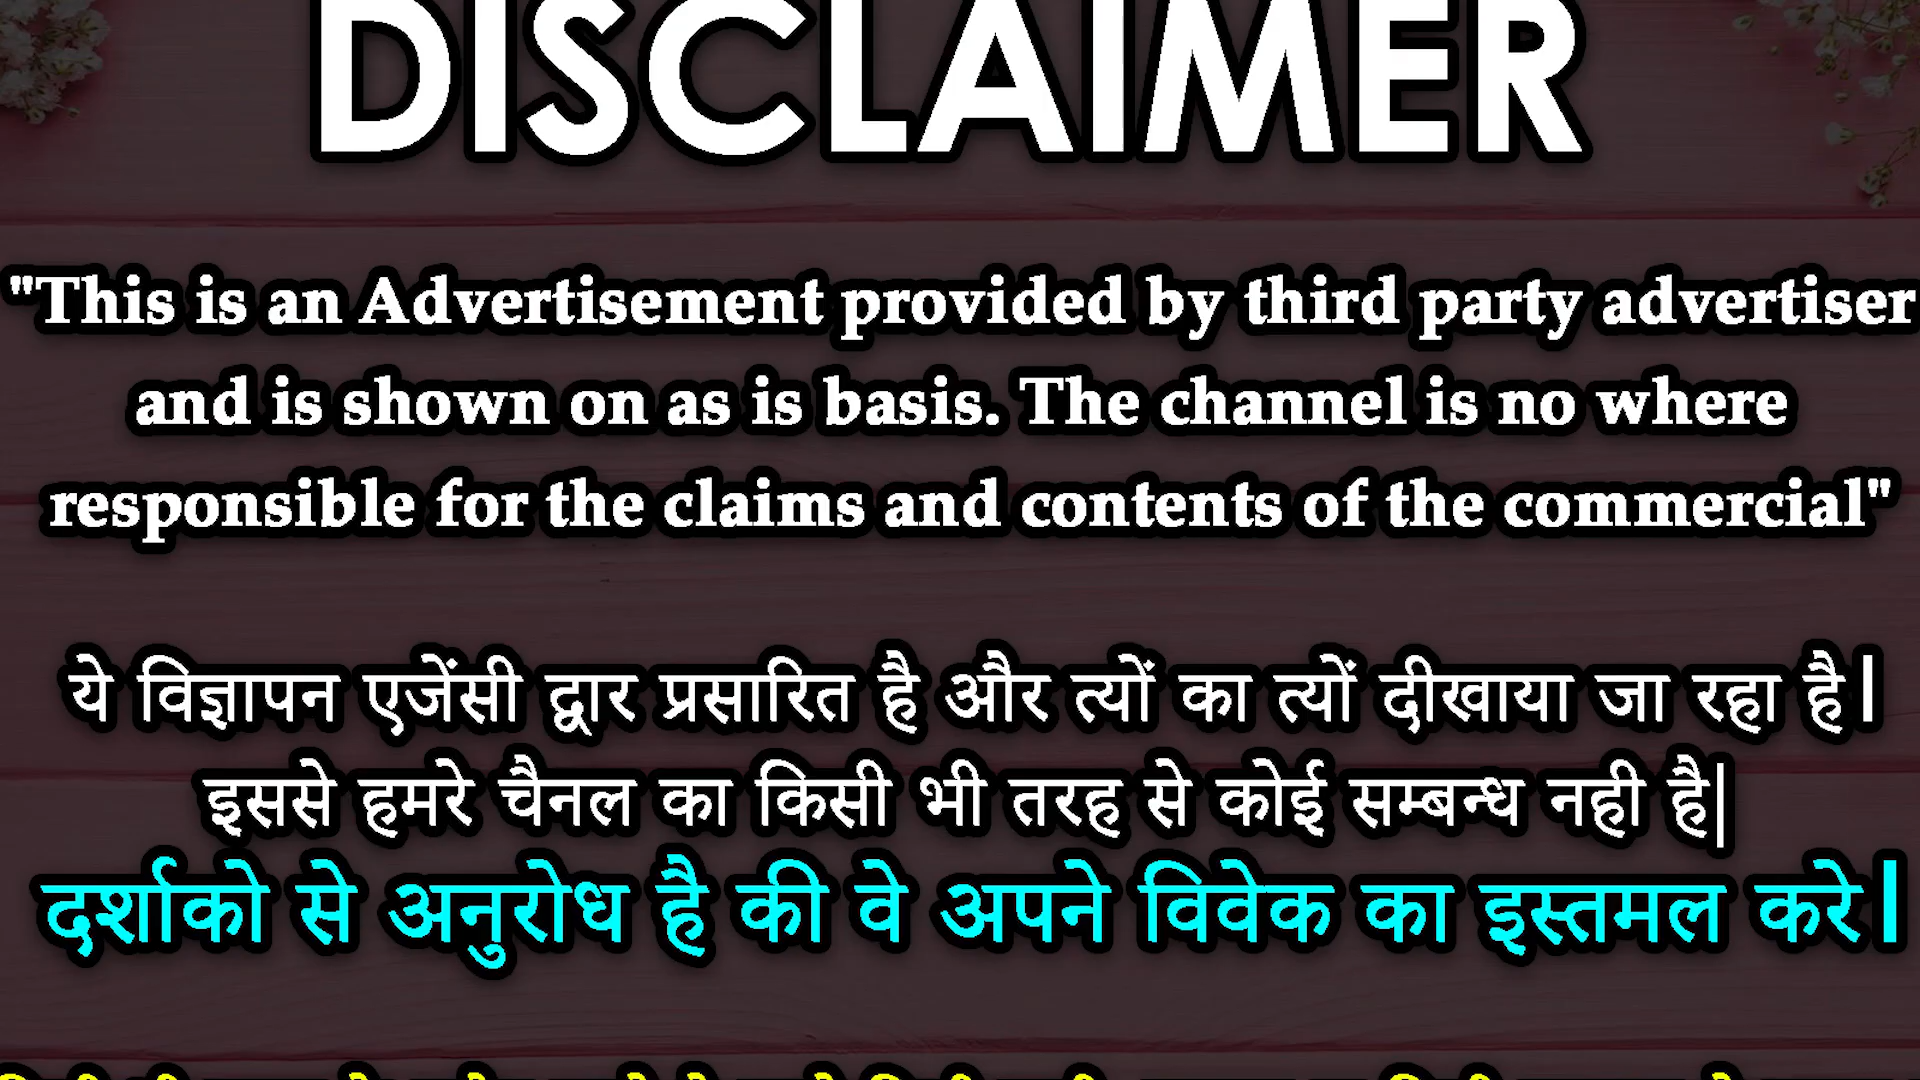 DISCLAIMER
"This is an Advertisement provided by third party advertiser
and is shown on as is basis. The channel is no where
responsible for the claims and contents of the commercial"
ये विज्ञापन एजेंसी द्वार प्रसारित है और त्यों का त्यों दीखाया जा रहा है।
इससे हमरे चैनल का किसी भी तरह से कोई सम्बन्ध नही है|
दर्शाको से अनुरोध है की वे अपने विवेक का इस्तमल करे।